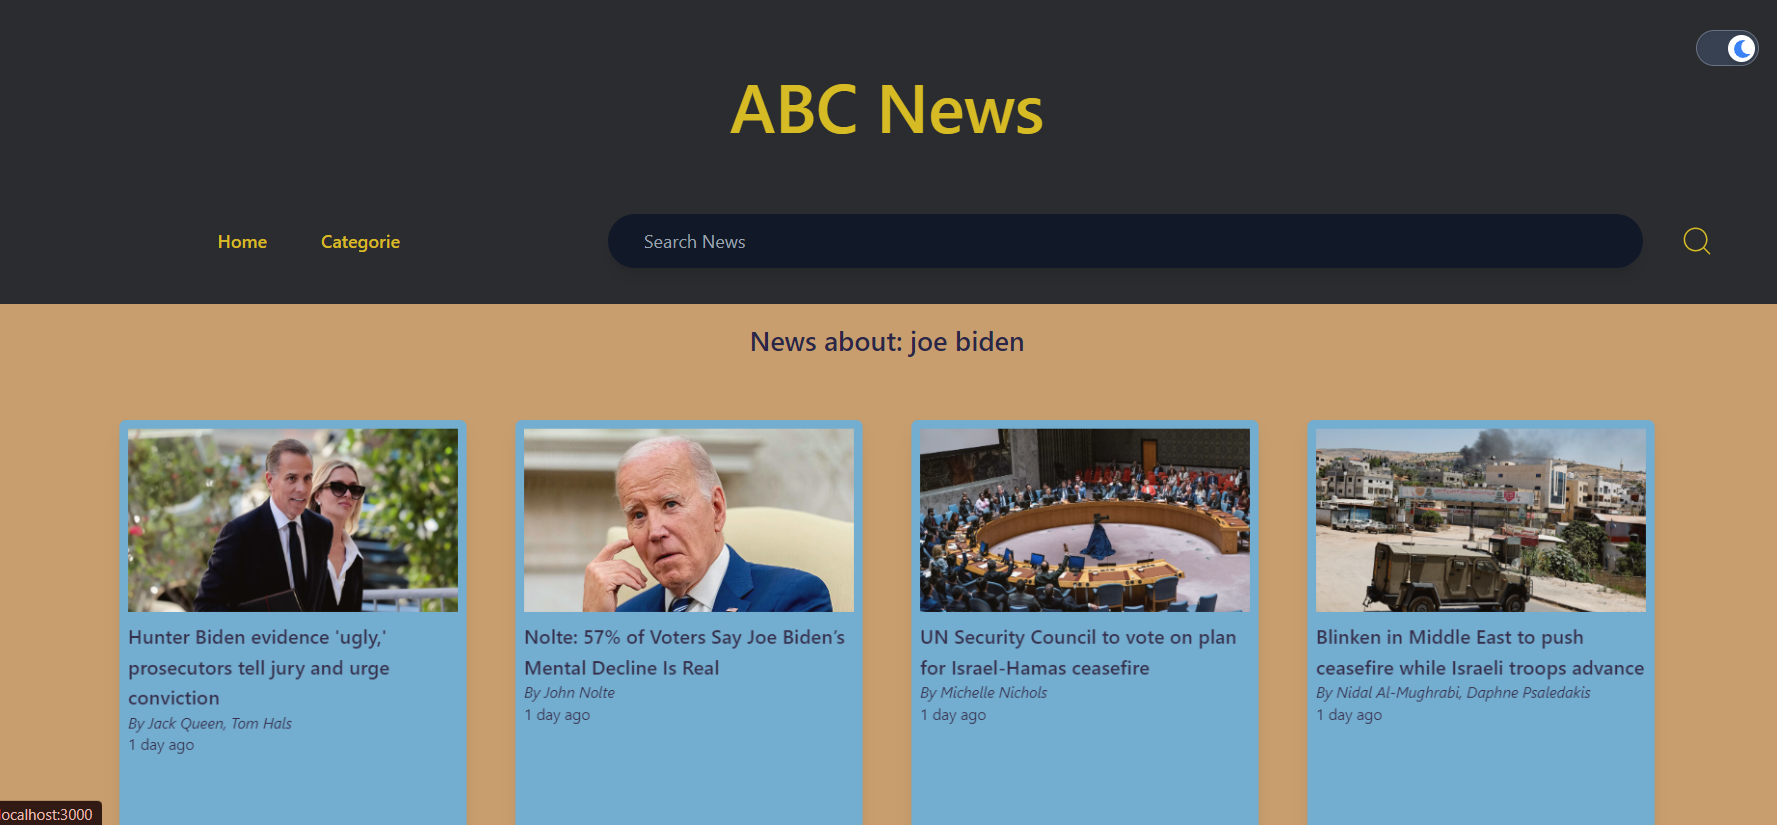 ABC News
Home
Categorie
Search News
News about: joe biden
Hunter Biden evidence 'ugly,'
prosecutors tell jury and urge
conviction
By Jack Queen, Tom Hals
1 day ago
Nolte: 57% of Voters Say Joe Biden’s
Mental Decline Is Real
By John Nolte
1 day ago
UN Security Council to vote on plan
for Israel-Hamas ceasefire
By Michelle Nichols
1 day ago
Blinken in Middle East to push
ceasefire while Israeli troops advance
By Nidal Al-Mughrabi, Daphne Psaledakis
1 day ago
localhost:3000